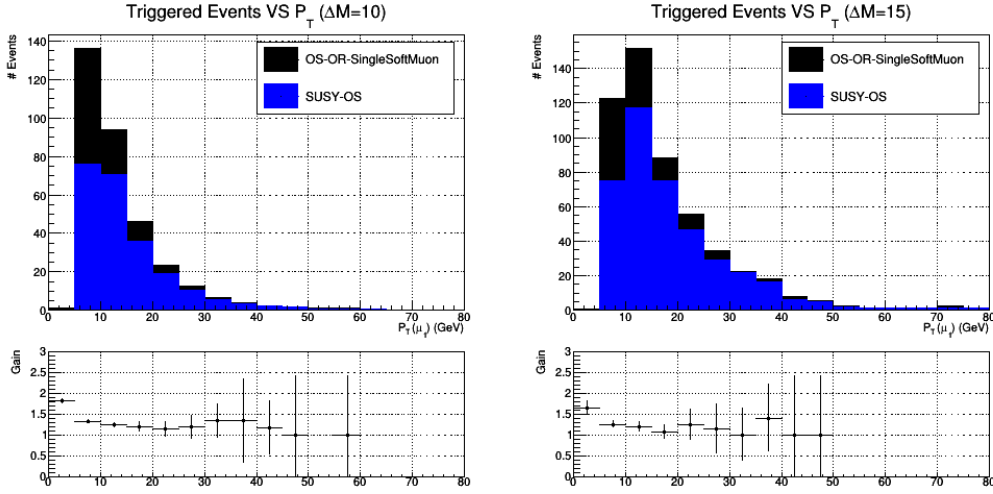 Triggered Events VS P_T (ΔM=10)
# Events
140
120
100
80
60
40
20
0
OS-OR-SingleSoftMuon
SUSY-OS
10 20 30 40 50 60 70 80
P_T(μ_1) (GeV)
Gain
3
2.5
2
1.5
1
0.5
0
0 10 20 30 40 50 60 70 80
Triggered Events VS P_T (ΔM=15)
# Events
140
120
100
80
60
40
20
0
OS-OR-SingleSoftMuon
SUSY-OS
10 20 30 40 50 60 70 80
P_T(μ_1) (GeV)
Gain
3
2.5
2
1.5
1
0.5
0
0 10 20 30 40 50 60 70 80